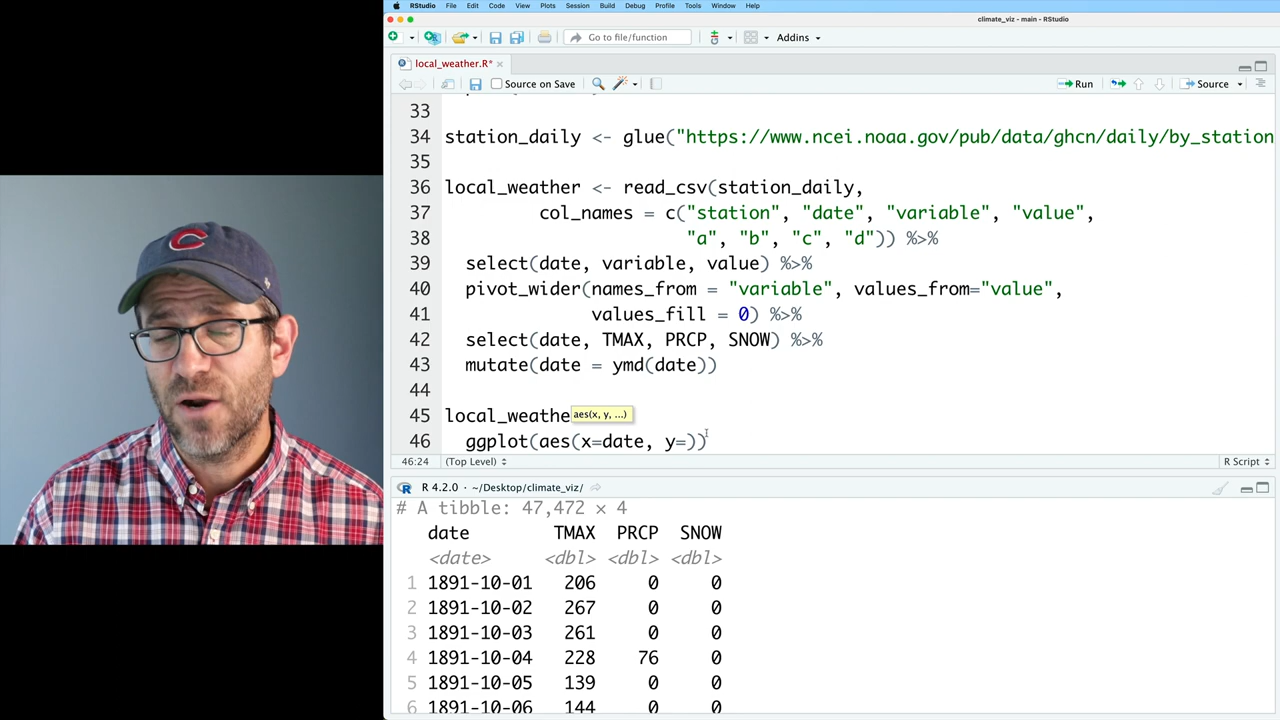 RStudio File Edit Code View Plots Session Build Debug Profile Tools Window Help
climate_viz - main - RStudio
Go to file/function Addins
local_weather.R* ×
Source on Save Run Source
33
34 station_daily <- glue("https://www.ncei.noaa.gov/pub/data/ghcn/daily/by_station
35
36 local_weather <- read_csv(station_daily,
37 col_names = c("station", "date", "variable", "value",
38 "a", "b", "c", "d")) %>%
39 select(date, variable, value) %>%
40 pivot_wider(names_from = "variable", values_from="value",
41 values_fill = 0) %>%
42 select(date, TMAX, PRCP, SNOW) %>%
43 mutate(date = ymd(date))
44
45 local_weathe
aes(x, y, ...)
46 ggplot(aes(x=date, y=))
46:24 (Top Level) R Script
R 4.2.0 · ~/Desktop/climate_viz/
# A tibble: 47,472 × 4
date TMAX PRCP SNOW
<date> <dbl> <dbl> <dbl>
1 1891-10-01 206 0 0
2 1891-10-02 267 0 0
3 1891-10-03 261 0 0
4 1891-10-04 228 76 0
5 1891-10-05 139 0 0
6 1891-10-06 144 0 0
C